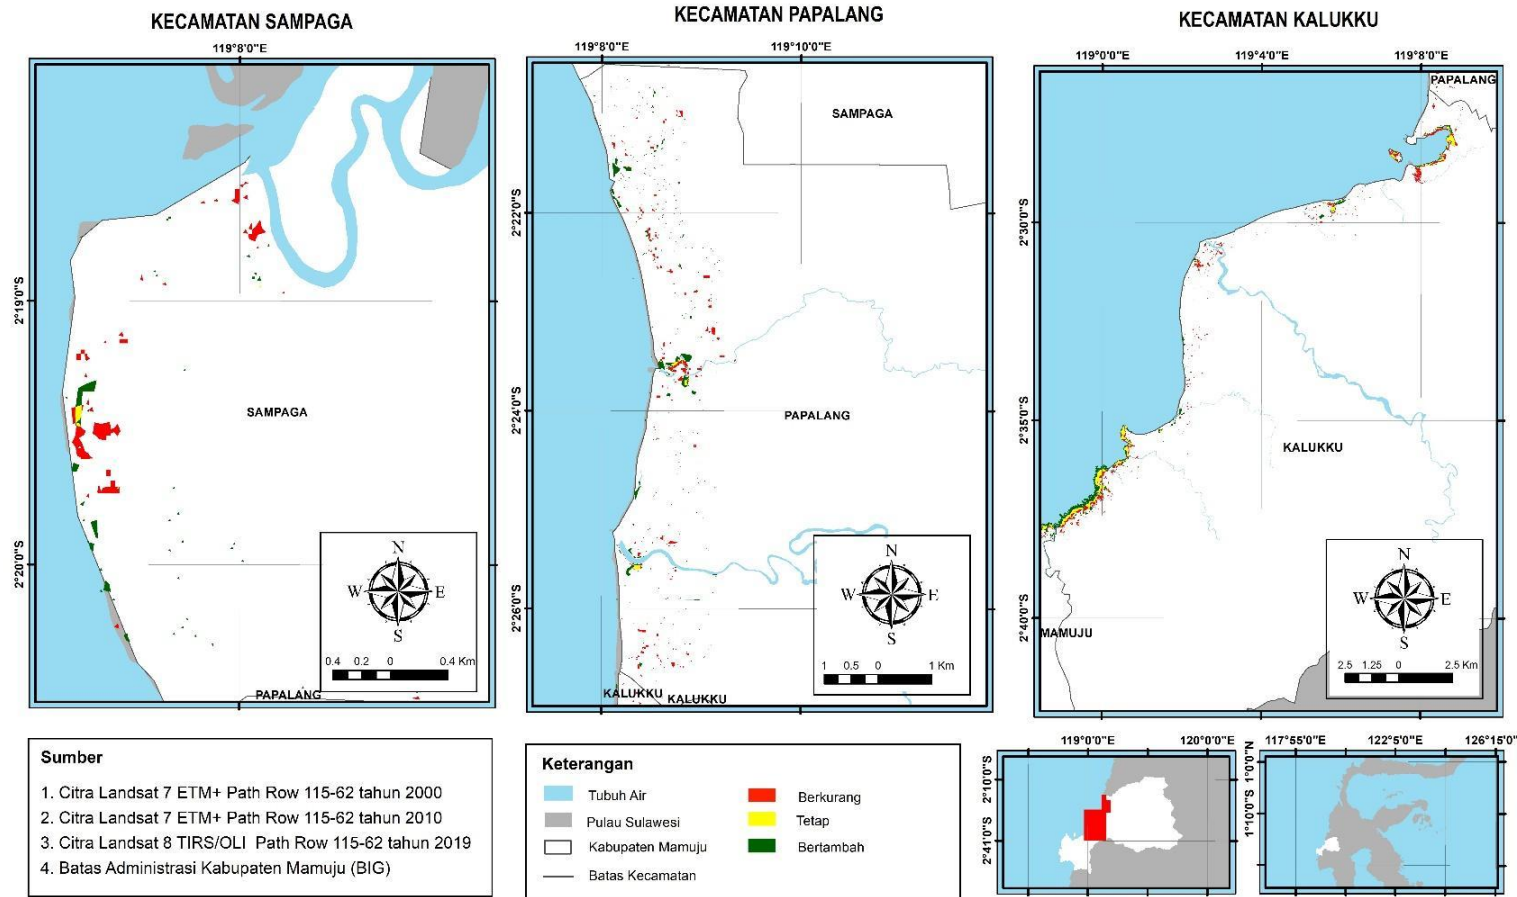 KECAMATAN SAMPAGA
119°8'0"E
2°19'0"S
2°20'0"S
SAMPAGA
PAPALANG
N
W
E
S
0.4 0.2 0 0.4 Km
KECAMATAN PAPALANG
119°8'0"E 119°10'0"E
2°22'0"S
2°24'0"S
2°26'0"S
SAMPAGA
PAPALANG
KALUKKU
KALUKKU
N
W
E
S
1 0.5 0 1 Km
KECAMATAN KALUKKU
119°0'0"E 119°4'0"E 119°8'0"E
2°30'0"S
2°35'0"S
2°40'0"S
PAPALANG
KALUKKU
MAMUJU
N
W
E
S
2.5 1.25 0 2.5 Km
Sumber
1. Citra Landsat 7 ETM+ Path Row 115-62 tahun 2000
2. Citra Landsat 7 ETM+ Path Row 115-62 tahun 2010
3. Citra Landsat 8 TIRS/OLI Path Row 115-62 tahun 2019
4. Batas Administrasi Kabupaten Mamuju (BIG)
Keterangan
Tubuh Air
Pulau Sulawesi
Kabupaten Mamuju
Batas Kecamatan
Berkurang
Tetap
Bertambah
119°0'0"E 120°0'0"E
2°10'0"S
2°41'0"S
117°55'0"E 122°5'0"E
1°0'0"N
1°10'0"S